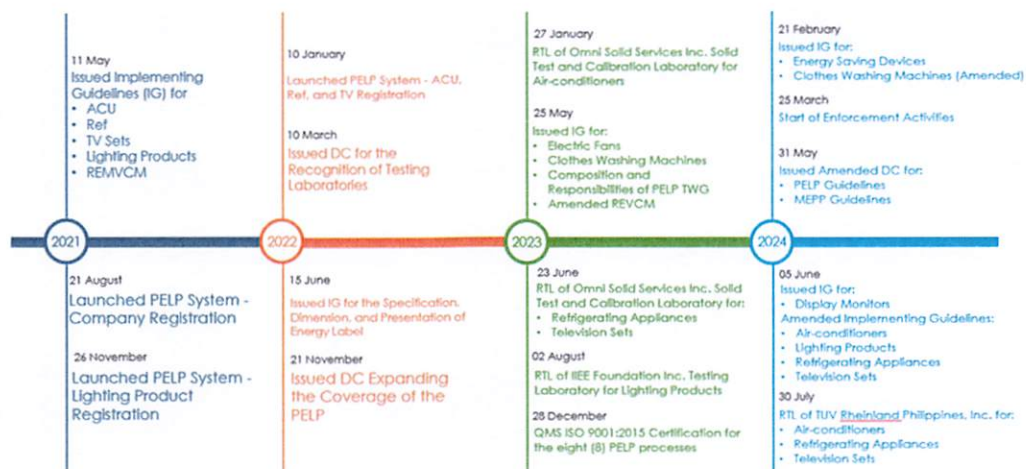 11 May
Issued Implementing
Guidelines (IG) for
• ACU
• Ref
• TV Sets
• Lighting Products
• REMVCM
10 January
Launched PELP System - ACU,
Ref, and TV Registration
10 March
Issued DC for the
Recognition of Testing
Laboratories
27 January
RTL of Omni Solid Services Inc. Solid
Test and Calibration Laboratory for
Air-conditioners
25 May
Issued IG for:
• Electric Fans
• Clothes Washing Machines
• Composition and
Responsibilities of PELP TWG
• Amended REVCM
21 February
Issued IG for:
• Energy Saving Devices
• Clothes Washing Machines (Amended)
25 March
Start of Enforcement Activities
31 May
Issued Amended DC for:
• PELP Guidelines
• MEPP Guidelines
2021
2022
2023
2024
21 August
Launched PELP System -
Company Registration
26 November
Launched PELP System -
Lighting Product
Registration
15 June
Issued IG for the Specification,
Dimension, and Presentation of
Energy Label
21 November
Issued DC Expanding
the Coverage of the
PELP
23 June
RTL of Omni Solid Services Inc. Solid
Test and Calibration Laboratory for:
• Refrigerating Appliances
• Television Sets
02 August
RTL of IIEE Foundation Inc. Testing
Laboratory for Lighting Products
28 December
QMS ISO 9001:2015 Certification for
the eight (8) PELP processes
05 June
Issued IG for:
• Display Monitors
Amended Implementing Guidelines:
• Air-conditioners
• Lighting Products
• Refrigerating Appliances
• Television Sets
30 July
RTL of TUV Rheinland Philippines, Inc. for:
• Air-conditioners
• Refrigerating Appliances
• Television Sets